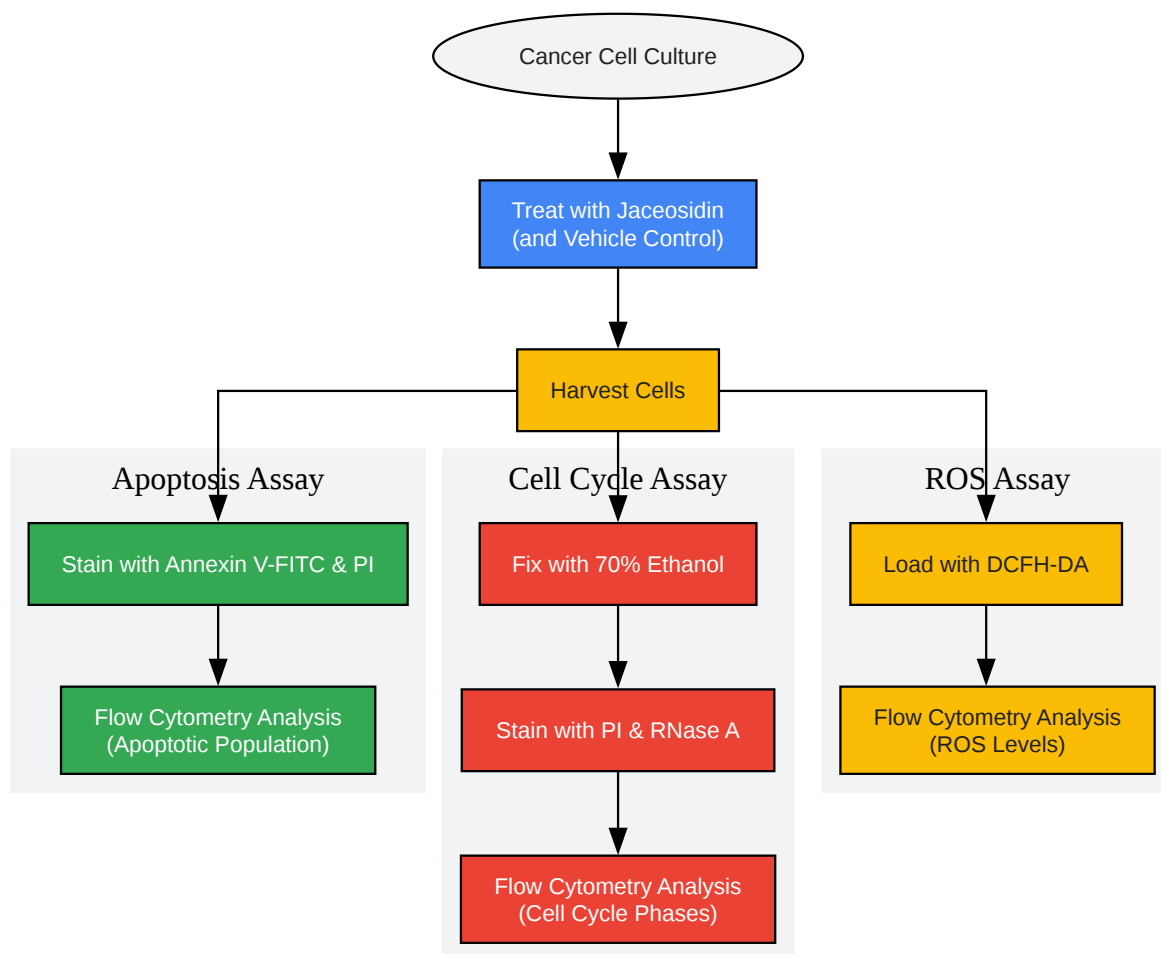 Cancer Cell Culture
Treat with Jaceosidin
(and Vehicle Control)
Harvest Cells
Apoptosis Assay
Stain with Annexin V-FITC & PI
Flow Cytometry Analysis
(Apoptotic Population)
Cell Cycle Assay
Fix with 70% Ethanol
Stain with PI & RNase A
Flow Cytometry Analysis
(Cell Cycle Phases)
ROS Assay
Load with DCFH-DA
Flow Cytometry Analysis
(ROS Levels)